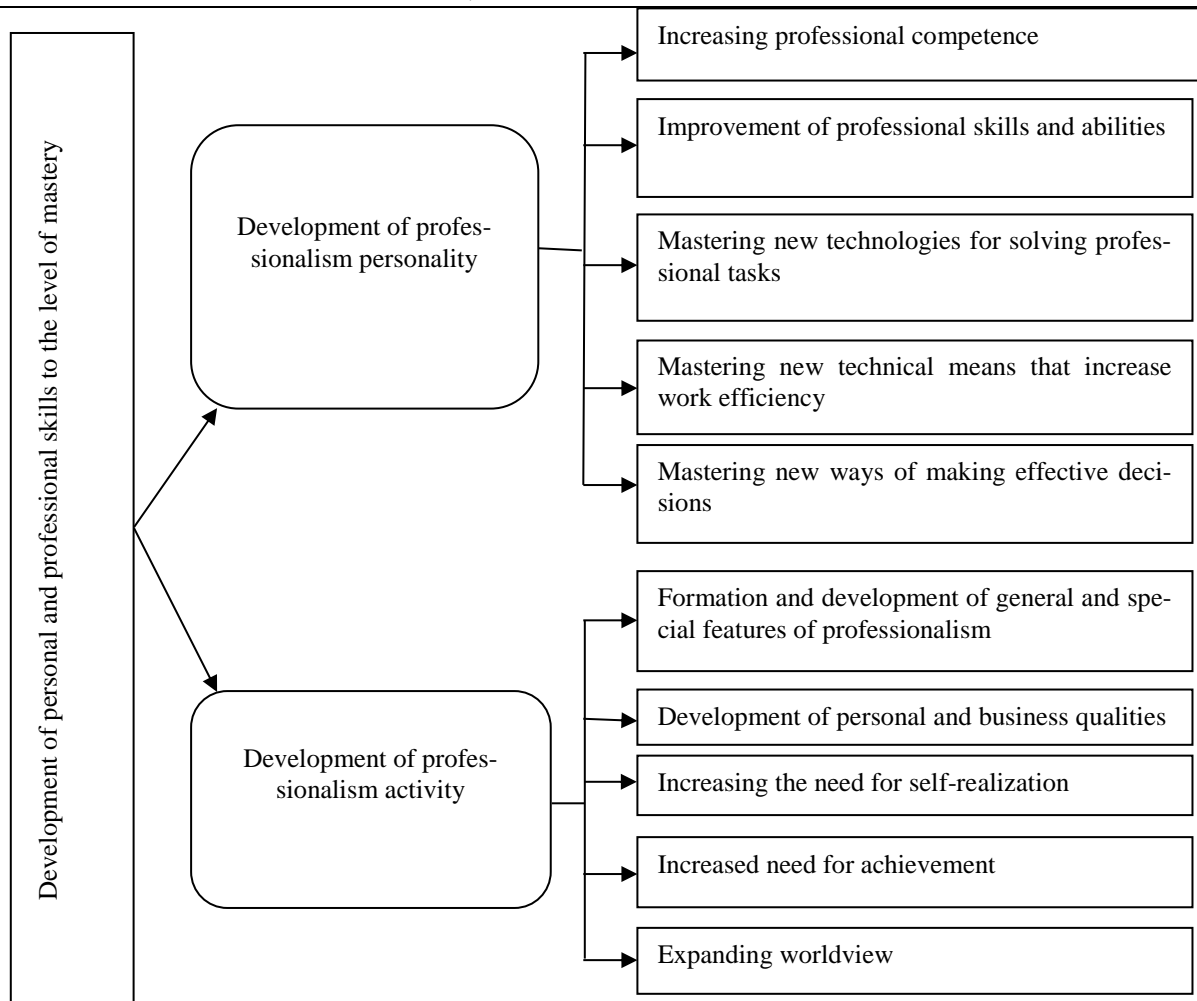 Development of personal and professional skills to the level of mastery
Development of profes-
sionalism personality
Increasing professional competence
Improvement of professional skills and abilities
Mastering new technologies for solving profes-
sional tasks
Mastering new technical means that increase
work efficiency
Mastering new ways of making effective deci-
sions
Development of profes-
sionalism activity
Formation and development of general and spe-
cial features of professionalism
Development of personal and business qualities
Increasing the need for self-realization
Increased need for achievement
Expanding worldview